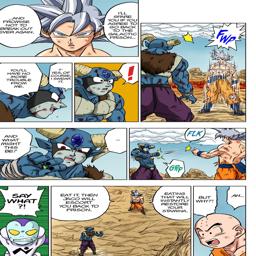 AND
PROMISE
NOT TO
BREAK OUT
EVER AGAIN.
I'LL
SPARE
YOU IF YOU
AGREE TO
GO BACK
TO THE
GALACTIC
PRISON...
FWP
YOU'LL
HAVE NO
MORE
TROUBLE
FROM
ME.
Y-
YES, OF
COURSE!
I SWEAR
IT!
!
AND
WHAT
MIGHT
THIS
BE?
FLK
GRP
SAY
WHAT
?!
EAT IT, THEN
JACO WILL
ESCORT
YOU BACK TO
PRISON.
EATING
THAT WILL
INSTANTLY
RESTORE
YOUR
STAMINA.
BUT
WHY?!
AH...